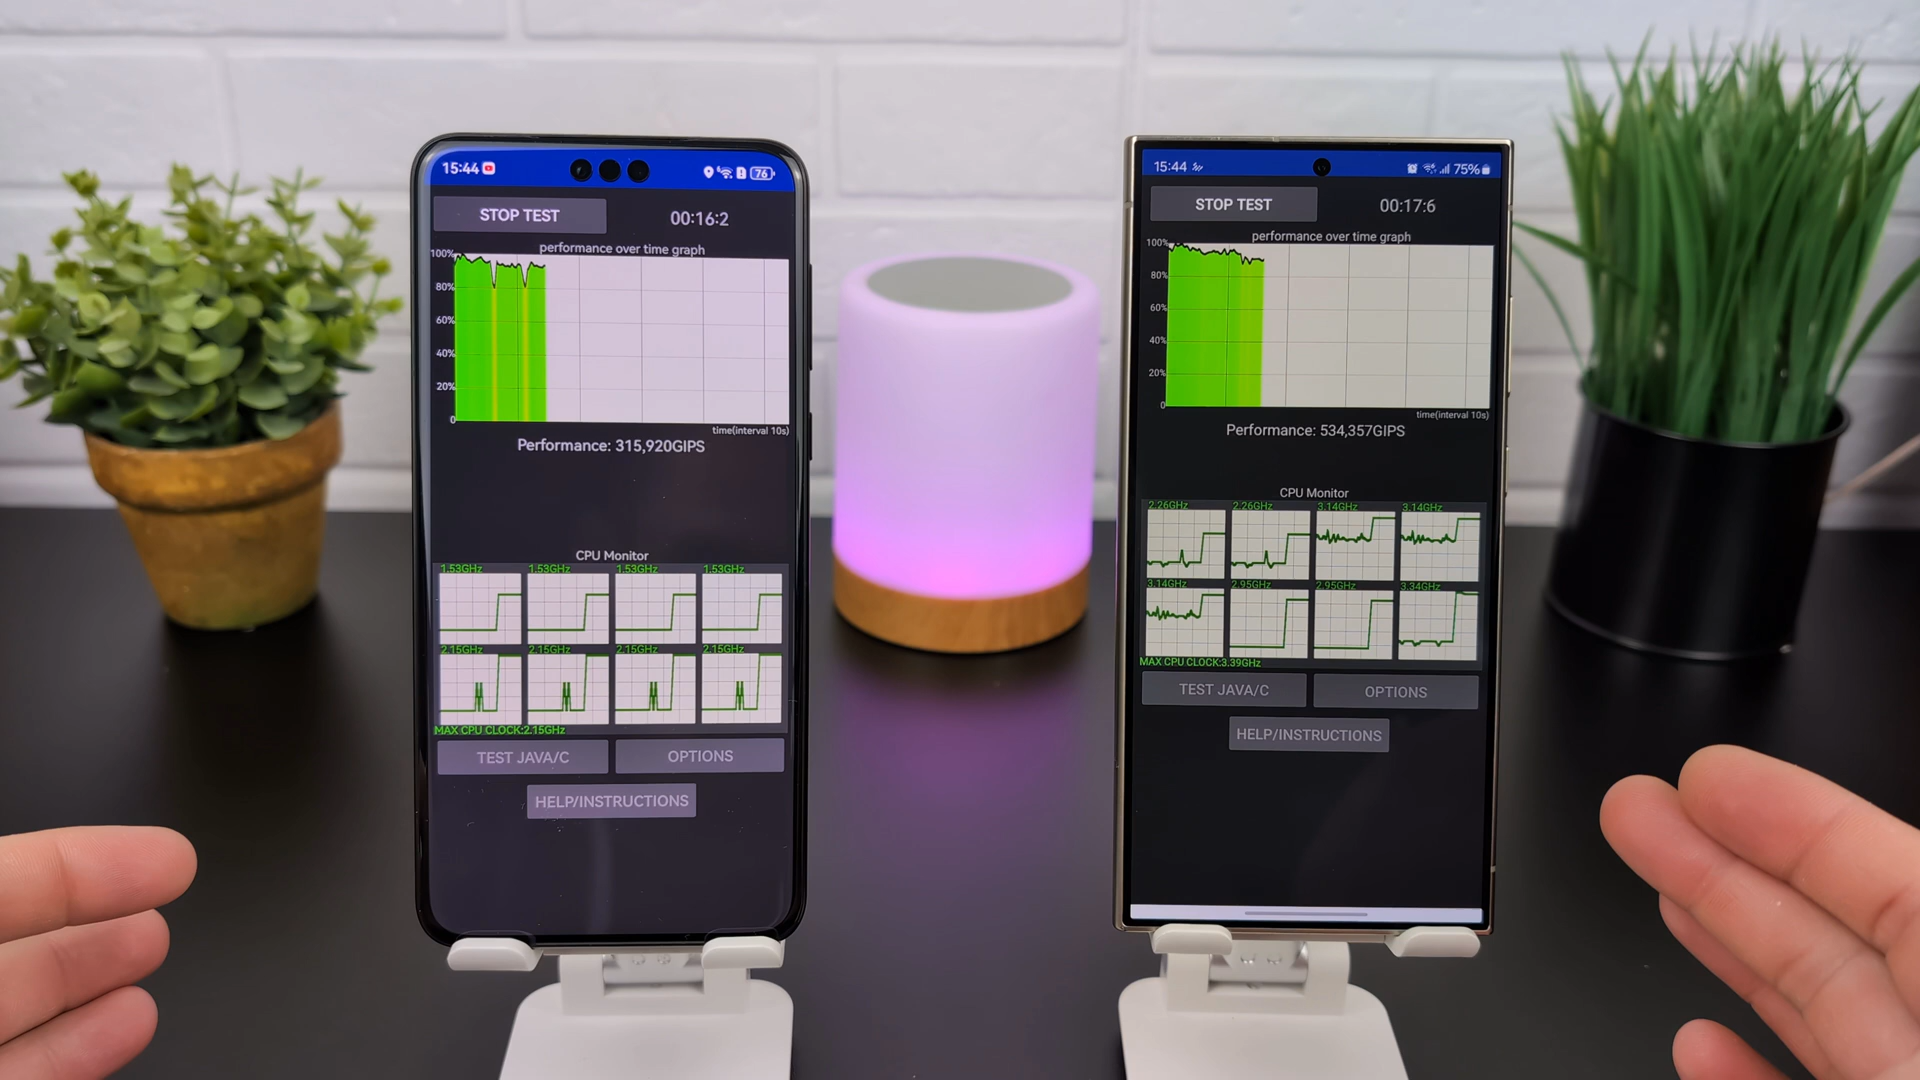 15:44
76
STOP TEST
00:16:2
performance over time graph
100%
80%
60%
40%
20%
0
time(interval 10s)
Performance: 315,920GIPS
CPU Monitor
1.53GHz 1.53GHz 1.53GHz 1.53GHz
2.15GHz 2.15GHz 2.15GHz 2.15GHz
MAX CPU CLOCK:2.15GHz
TEST JAVA/C
OPTIONS
HELP/INSTRUCTIONS
15:44
75%
STOP TEST
00:17:6
performance over time graph
100%
80%
60%
40%
20%
0
time(interval 10s)
Performance: 534,357GIPS
CPU Monitor
2.26GHz 2.26GHz 3.14GHz 3.14GHz
3.14GHz 2.95GHz 2.95GHz 3.34GHz
MAX CPU CLOCK:3.39GHz
TEST JAVA/C
OPTIONS
HELP/INSTRUCTIONS